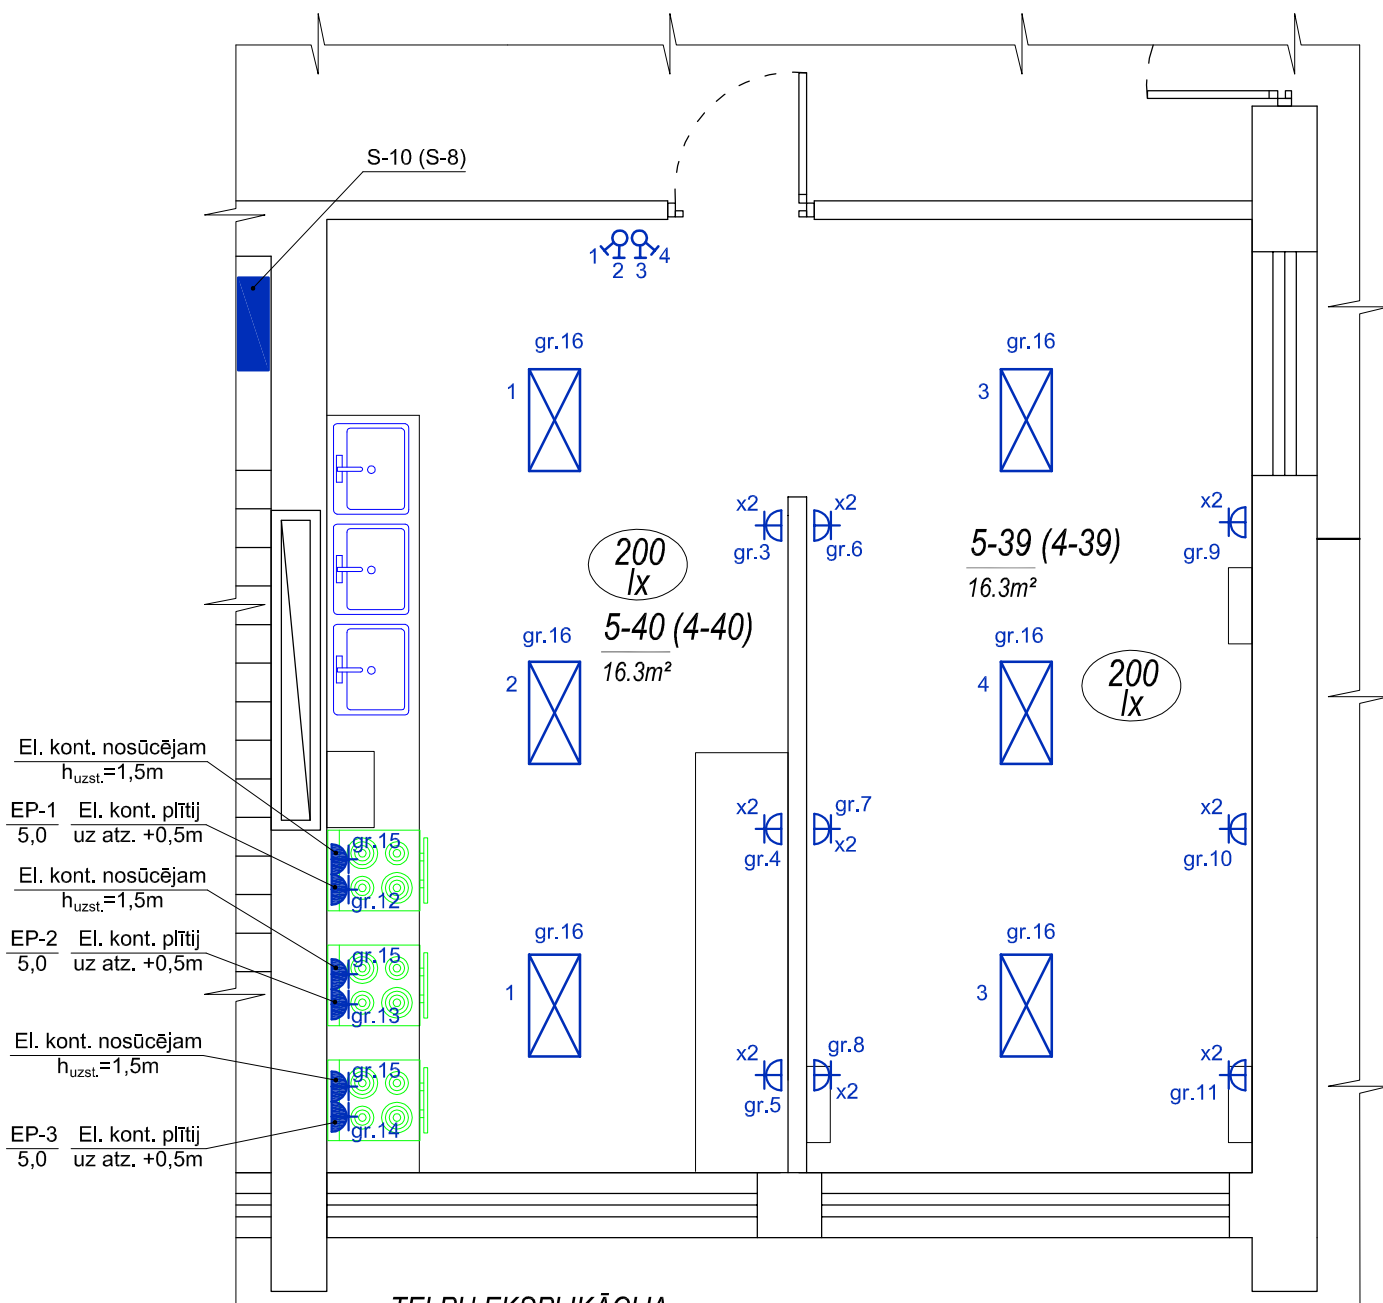 S-10 (S-8)
1 2 3 4
gr.16
gr.16
1
3
x2
x2
x2
gr.3
gr.6
gr.9
200
lx
5-39 (4-39)
16.3m²
5-40 (4-40)
16.3m²
gr.16
gr.16
2
4
200
lx
El. kont. nosūcējam
huzst.=1,5m
EP-1 El. kont. plītij
5,0 uz atz. +0,5m
gr.15
gr.12
x2
gr.4
gr.7
x2
x2
gr.10
El. kont. nosūcējam
huzst.=1,5m
EP-2 El. kont. plītij
5,0 uz atz. +0,5m
gr.15
gr.13
gr.16
gr.16
1
3
El. kont. nosūcējam
huzst.=1,5m
EP-3 El. kont. plītij
5,0 uz atz. +0,5m
gr.15
gr.14
x2
gr.5
gr.8
x2
x2
gr.11
TELPU EKSPLIKĀCIJA